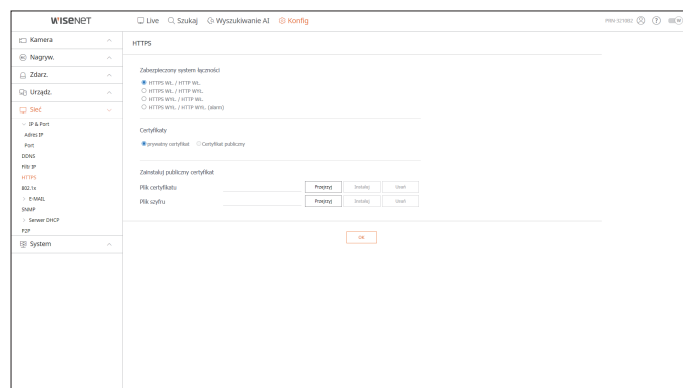 WISENET
Live Szukaj Wyszukiwanie AI Konfig
PRN-3210B2
Kamera
Nagryw.
Zdarz.
Urządz.
Sieć
IP & Port
Adres IP
Port
DDNS
Filtr IP
HTTPS
802.1x
E-MAIL
SNMP
Serwer DHCP
P2P
System
HTTPS
Zabezpieczony system łączności
HTTPS WŁ. / HTTP WŁ.
HTTPS WŁ. / HTTP WYŁ.
HTTPS WYŁ. / HTTP WŁ.
HTTPS WYŁ. / HTTP WYŁ. (alarm)
Certyfikaty
prywatny certyfikat Certyfikat publiczny
Zainstaluj publiczny certyfikat
Plik certyfikatu Przejrzyj Instaluj Usuń
Plik szyfru Przejrzyj Instaluj Usuń
OK